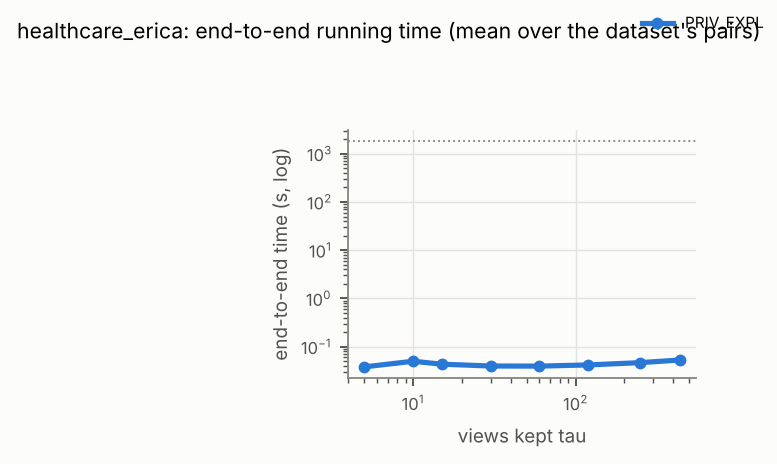 healthcare_erica: end-to-end running time (mean over the dataset's pairs)
PRIV_EXPL
end-to-end time (s, log)
10³
10²
10¹
10⁰
10⁻¹
10¹ 10²
views kept tau